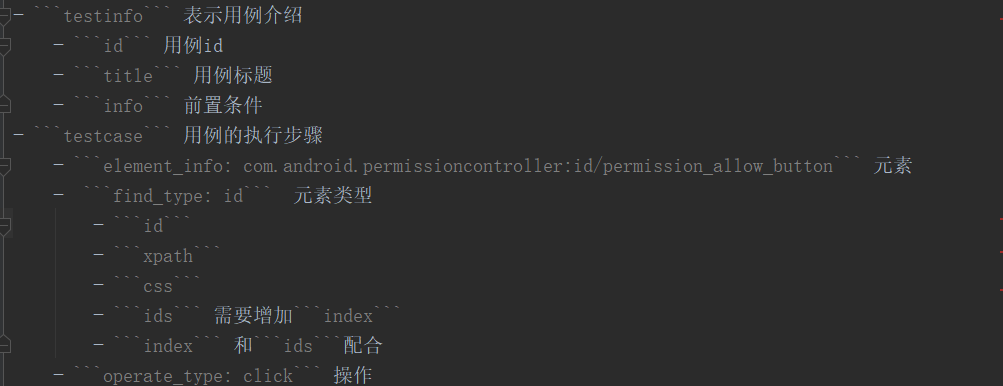 - ```testinfo``` 表示用例介绍
- ```id``` 用例id
- ```title``` 用例标题
- ```info``` 前置条件
- ```testcase``` 用例的执行步骤
- ```element_info: com.android.permissioncontroller:id/permission_allow_button``` 元素
- ```find_type: id``` 元素类型
- ```id```
- ```xpath```
- ```css```
- ```ids``` 需要增加```index```
- ```index``` 和```ids```配合
- ```operate_type: click``` 操作